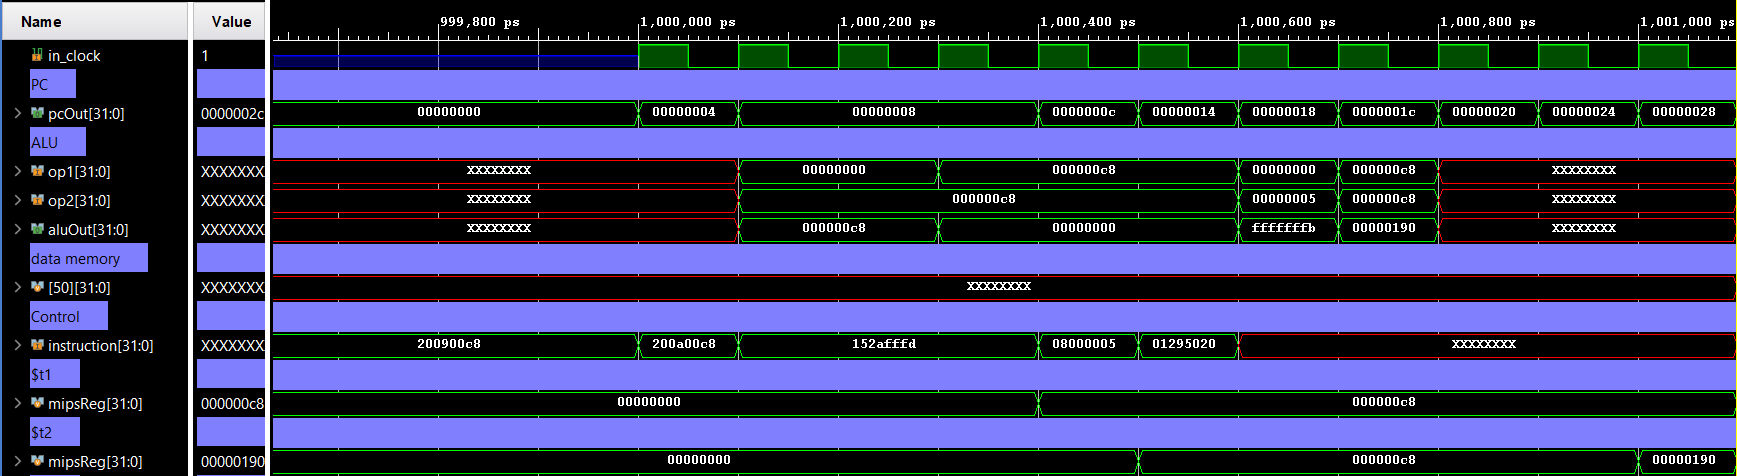 Name Value 999,800 ps 1,000,000 ps 1,000,200 ps 1,000,400 ps 1,000,600 ps 1,000,800 ps 1,001,000 ps
in_clock 1
PC
pcOut[31:0] 0000002c 00000000 00000004 00000008 0000000c 00000014 00000018 0000001c 00000020 00000024 00000028
ALU
op1[31:0] XXXXXXX XXXXXXXX 00000000 000000c8 00000000 000000c8 XXXXXXXX
op2[31:0] XXXXXXX XXXXXXXX 000000c8 00000005 000000c8 XXXXXXXX
aluOut[31:0] XXXXXXX XXXXXXXX 000000c8 00000000 fffffffb 00000190 XXXXXXXX
data memory
[50][31:0] XXXXXXX XXXXXXXX
Control
instruction[31:0] XXXXXXX 200900c8 200a00c8 152afffd 08000005 01295020 XXXXXXXX
$t1
mipsReg[31:0] 000000c8 00000000 000000c8
$t2
mipsReg[31:0] 00000190 00000000 000000c8 00000190